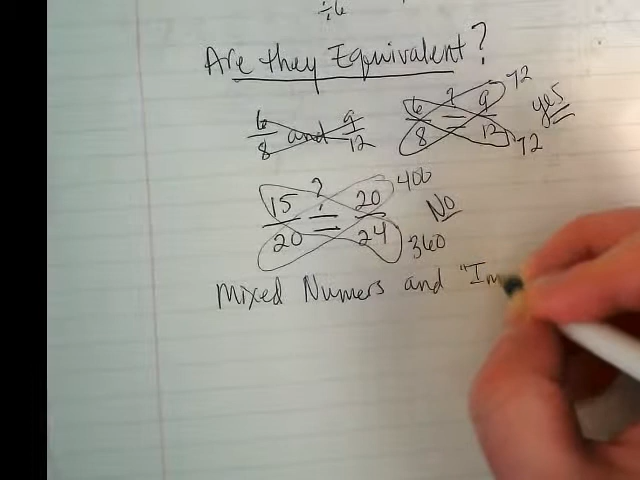 ÷6
Are they Equivalent?
6/8 and 9/12 6/8 ?= 9/12 72 72 yes
15/20 ?= 20/24 400 360 No
Mixed Numers and "Im